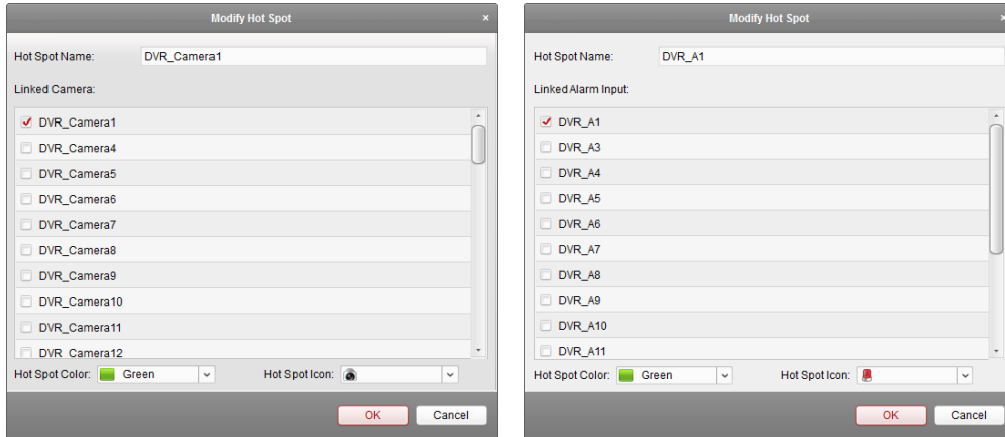 Modify Hot Spot
×
Hot Spot Name:
DVR_Camera1
Linked Camera:
DVR_Camera1
DVR_Camera4
DVR_Camera5
DVR_Camera6
DVR_Camera7
DVR_Camera8
DVR_Camera9
DVR_Camera10
DVR_Camera11
DVR_Camera12
Hot Spot Color: Green Hot Spot Icon:
OK Cancel
Modify Hot Spot
×
Hot Spot Name:
DVR_A1
Linked Alarm Input:
DVR_A1
DVR_A3
DVR_A4
DVR_A5
DVR_A6
DVR_A7
DVR_A8
DVR_A9
DVR_A10
DVR_A11
Hot Spot Color: Green Hot Spot Icon:
OK Cancel